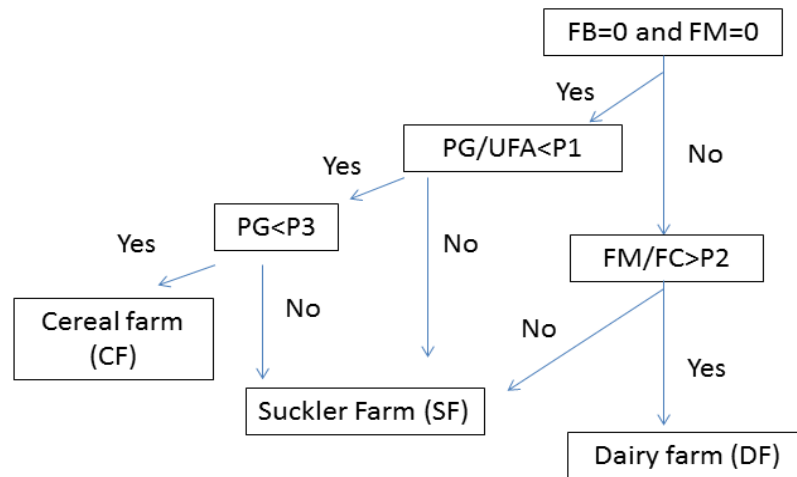 FB=0 and FM=0
Yes
PG/UFA<P1
No
Yes
PG<P3
No
FM/FC>P2
Yes
Cereal farm
(CF)
No
No
Yes
Suckler Farm (SF)
Dairy farm (DF)